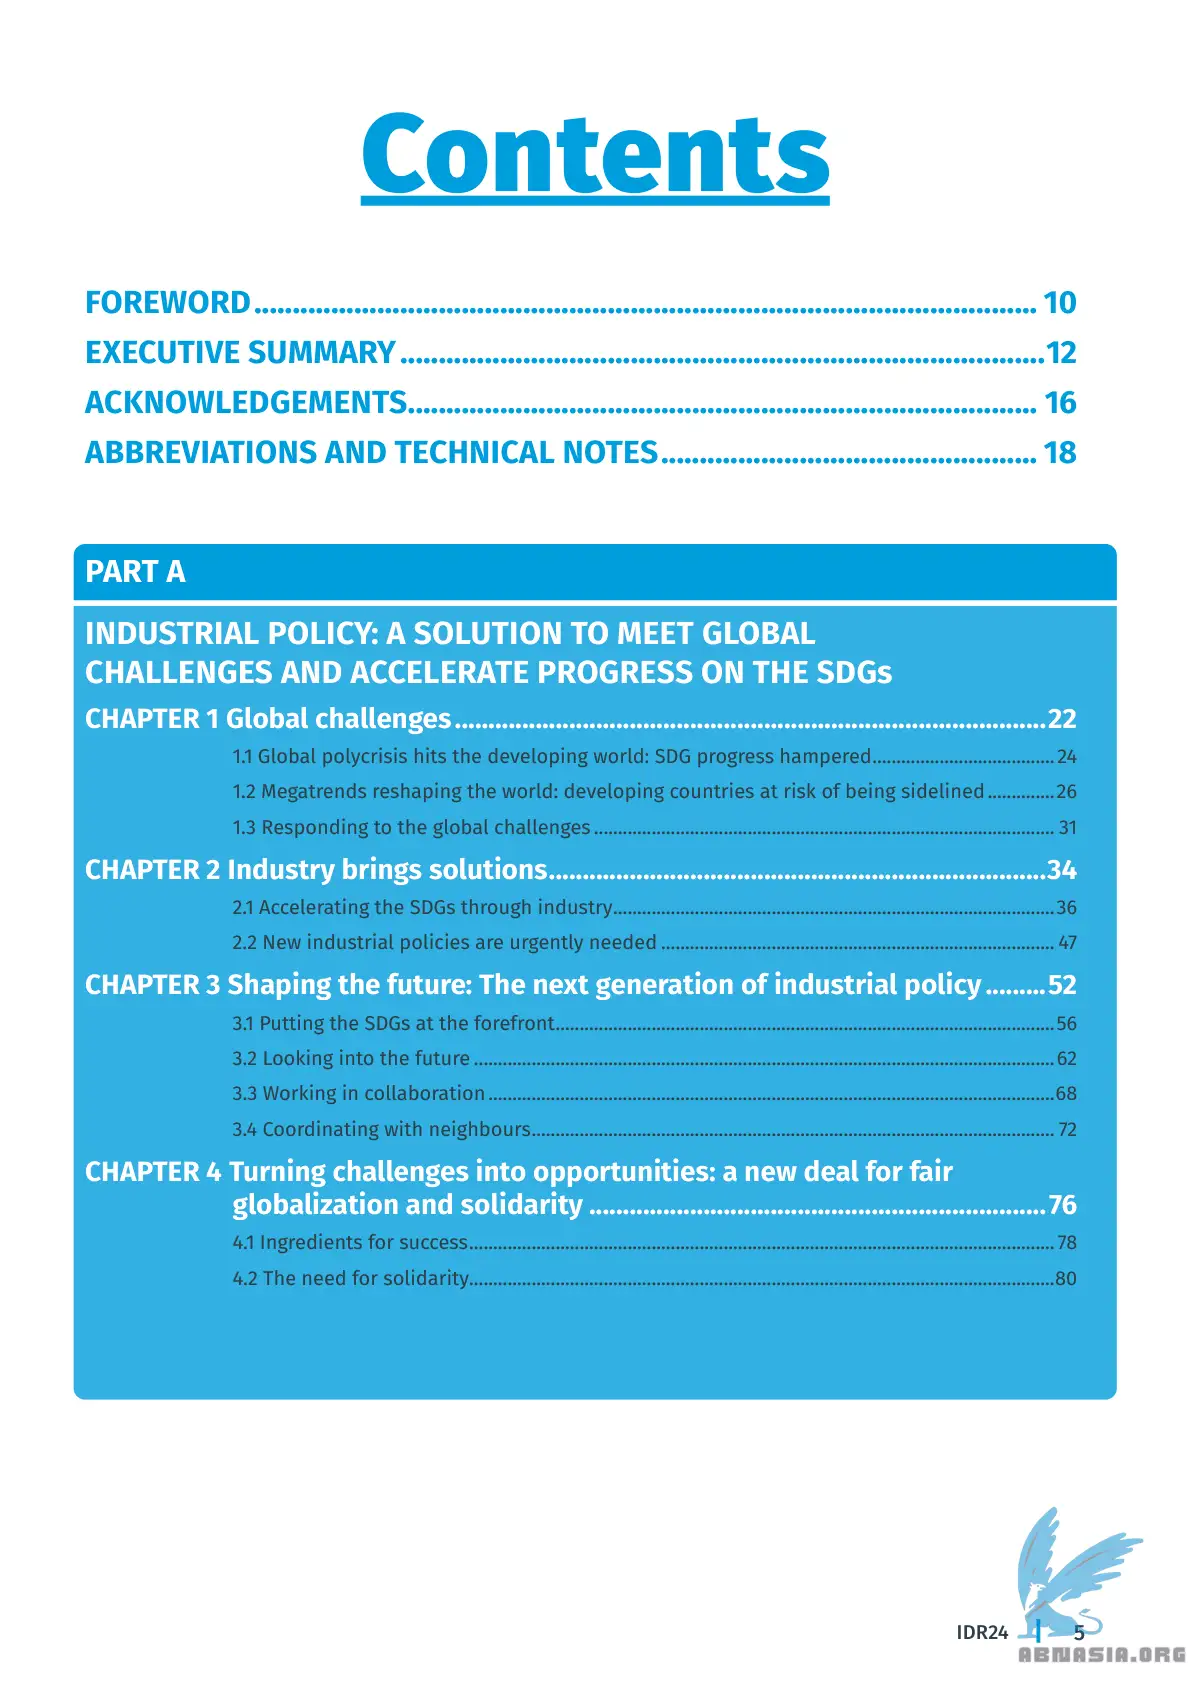 Contents
FOREWORD.......... 10
EXECUTIVE SUMMARY..........12
ACKNOWLEDGEMENTS.......... 16
ABBREVIATIONS AND TECHNICAL NOTES.......... 18
PART A
INDUSTRIAL POLICY: A SOLUTION TO MEET GLOBAL
CHALLENGES AND ACCELERATE PROGRESS ON THE SDGs
CHAPTER 1 Global challenges..........22
1.1 Global polycrisis hits the developing world: SDG progress hampered..........24
1.2 Megatrends reshaping the world: developing countries at risk of being sidelined..........26
1.3 Responding to the global challenges.......... 31
CHAPTER 2 Industry brings solutions..........34
2.1 Accelerating the SDGs through industry..........36
2.2 New industrial policies are urgently needed.......... 47
CHAPTER 3 Shaping the future: The next generation of industrial policy.........52
3.1 Putting the SDGs at the forefront..........56
3.2 Looking into the future..........62
3.3 Working in collaboration..........68
3.4 Coordinating with neighbours.......... 72
CHAPTER 4 Turning challenges into opportunities: a new deal for fair
globalization and solidarity..........76
4.1 Ingredients for success..........78
4.2 The need for solidarity..........80
IDR24 | 5
ABNASIA.ORG